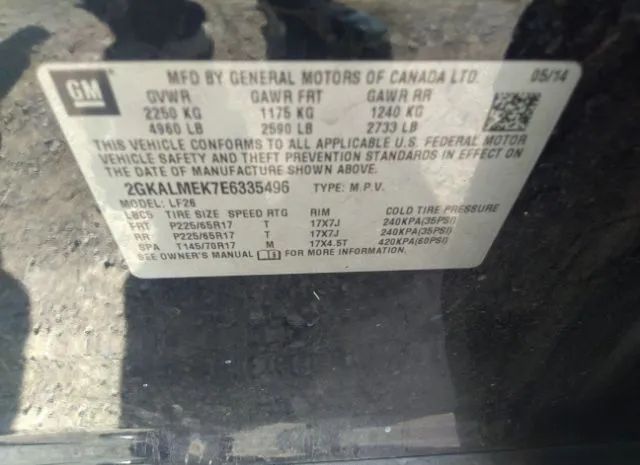 GM
MFD BY GENERAL MOTORS OF CANADA LTD. 05/14
GVWR GAWR FRT GAWR RR
2250 KG 1175 KG 1240 KG
4960 LB 2590 LB 2733 LB
THIS VEHICLE CONFORMS TO ALL APPLICABLE U.S. FEDERAL MOTOR
VEHICLE SAFETY AND THEFT PREVENTION STANDARDS IN EFFECT ON
THE DATE OF MANUFACTURE SHOWN ABOVE.
2GKALMEK7E6335496 TYPE: M.P.V.
MODEL: LF26
LBCS TIRE SIZE SPEED RTG RIM COLD TIRE PRESSURE
FRT P225/65R17 T 17X7J 240KPA(35PSI)
RR P225/65R17 T 17X7J 240KPA(35PSI)
SPA T145/70R17 M 17X4.5T 420KPA(60PSI)
SEE OWNER'S MANUAL FOR MORE INFORMATION.